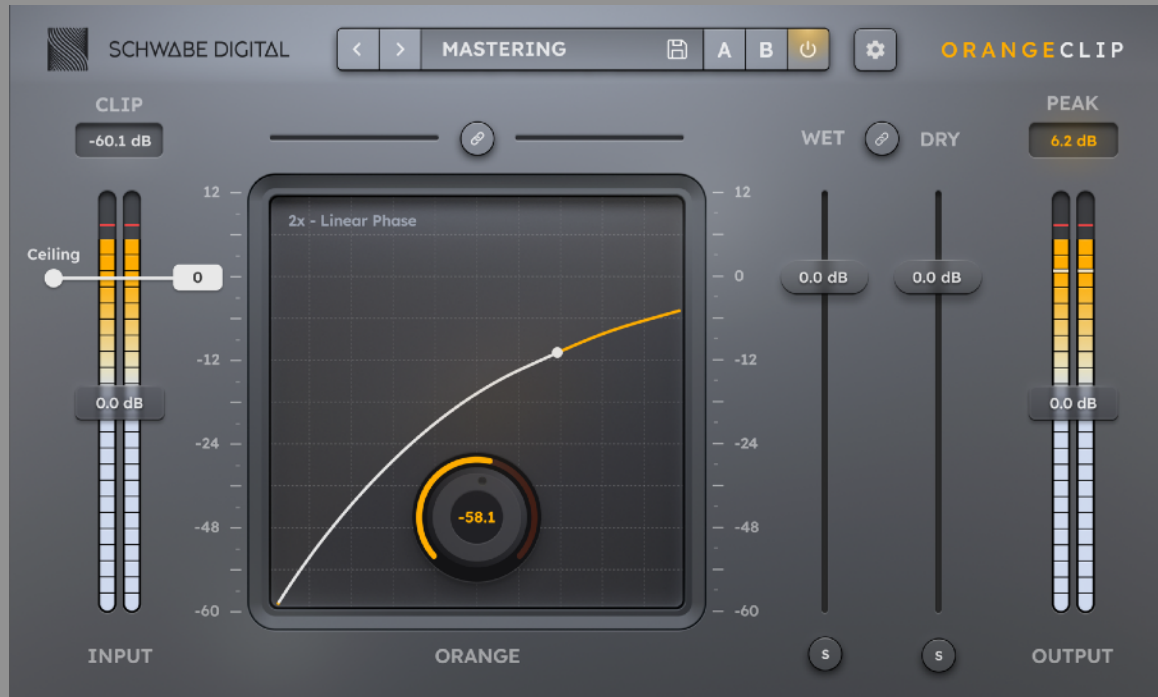 SCHWABE DIGITAL
< > MASTERING A B
ORANGECLIP
CLIP
-60.1 dB
WET DRY
PEAK
6.2 dB
12
0
-12
-24
-48
-60
2x - Linear Phase
12
0
-12
-24
-48
-60
Ceiling
0
0.0 dB
0.0 dB
0.0 dB
0.0 dB
-58.1
INPUT
ORANGE
S
S
OUTPUT